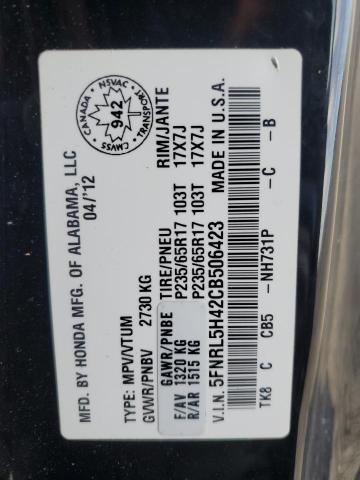 MFD. BY HONDA MFG. OF ALABAMA, LLC
04/'12
CANADA
NSVAC
942
CMVSS
TRANSPORT
TYPE: MPV/VTUM
GVWR/PNBV 2730 KG
GAWR/PNBE TIRE/PNEU RIM/JANTE
F/AV 1320 KG P235/65R17 103T 17X7J
R/AR 1515 KG P235/65R17 103T 17X7J
V.I.N. 5FNRL5H42CB506423 MADE IN U.S.A.
TK8 C CB5 -NH731P -C -B